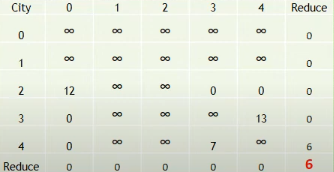 City 0 1 2 3 4 Reduce
0 ∞ ∞ ∞ ∞ ∞ 0
1 ∞ ∞ ∞ ∞ ∞ 0
2 12 ∞ ∞ 0 0 0
3 0 ∞ ∞ ∞ 13 0
4 0 ∞ ∞ 7 ∞ 6
Reduce 0 0 0 0 0 6